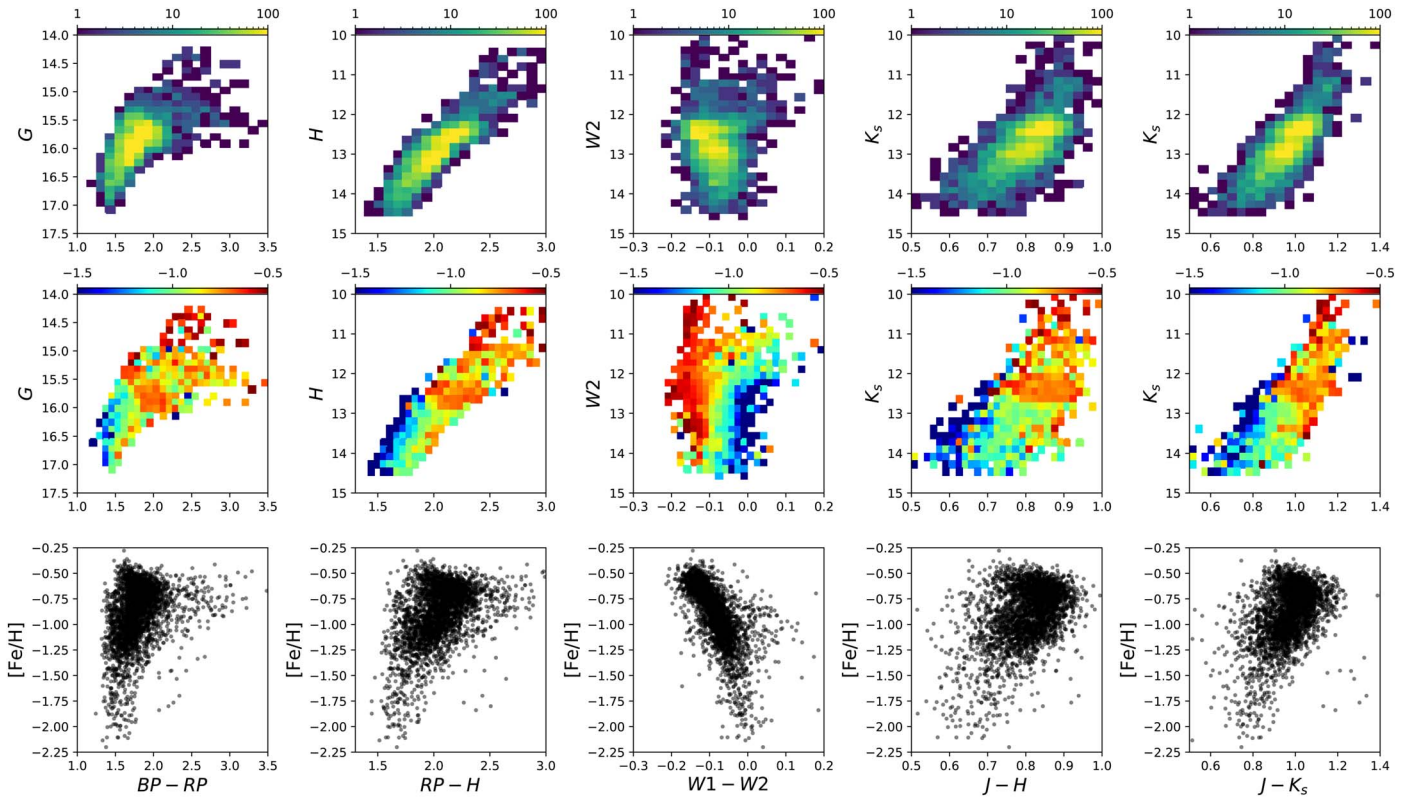 1 10 100 1 10 100 1 10 100 1 10 100 1 10 100
14.0 14.5 15.0 15.5 16.0 16.5 17.0 17.5
G
1.0 1.5 2.0 2.5 3.0 3.5
10 11 12 13 14 15
H
1.5 2.0 2.5 3.0
10 11 12 13 14 15
W2
−0.3 −0.2 −0.1 0.0 0.1 0.2
10 11 12 13 14 15
Ks
0.5 0.6 0.7 0.8 0.9 1.0
10 11 12 13 14 15
Ks
0.6 0.8 1.0 1.2 1.4
−1.5 −1.0 −0.5 −1.5 −1.0 −0.5 −1.5 −1.0 −0.5 −1.5 −1.0 −0.5 −1.5 −1.0 −0.5
14.0 14.5 15.0 15.5 16.0 16.5 17.0 17.5
G
1.0 1.5 2.0 2.5 3.0 3.5
10 11 12 13 14 15
H
1.5 2.0 2.5 3.0
10 11 12 13 14 15
W2
−0.3 −0.2 −0.1 0.0 0.1 0.2
10 11 12 13 14 15
Ks
0.5 0.6 0.7 0.8 0.9 1.0
10 11 12 13 14 15
Ks
0.6 0.8 1.0 1.2 1.4
−0.25 −0.50 −0.75 −1.00 −1.25 −1.50 −1.75 −2.00 −2.25
[Fe/H]
1.0 1.5 2.0 2.5 3.0 3.5
BP − RP
−0.25 −0.50 −0.75 −1.00 −1.25 −1.50 −1.75 −2.00 −2.25
[Fe/H]
1.5 2.0 2.5 3.0
RP − H
−0.25 −0.50 −0.75 −1.00 −1.25 −1.50 −1.75 −2.00 −2.25
[Fe/H]
−0.3 −0.2 −0.1 0.0 0.1 0.2
W1 − W2
−0.25 −0.50 −0.75 −1.00 −1.25 −1.50 −1.75 −2.00 −2.25
[Fe/H]
0.5 0.6 0.7 0.8 0.9 1.0
J − H
−0.25 −0.50 −0.75 −1.00 −1.25 −1.50 −1.75 −2.00 −2.25
[Fe/H]
0.6 0.8 1.0 1.2 1.4
J − Ks